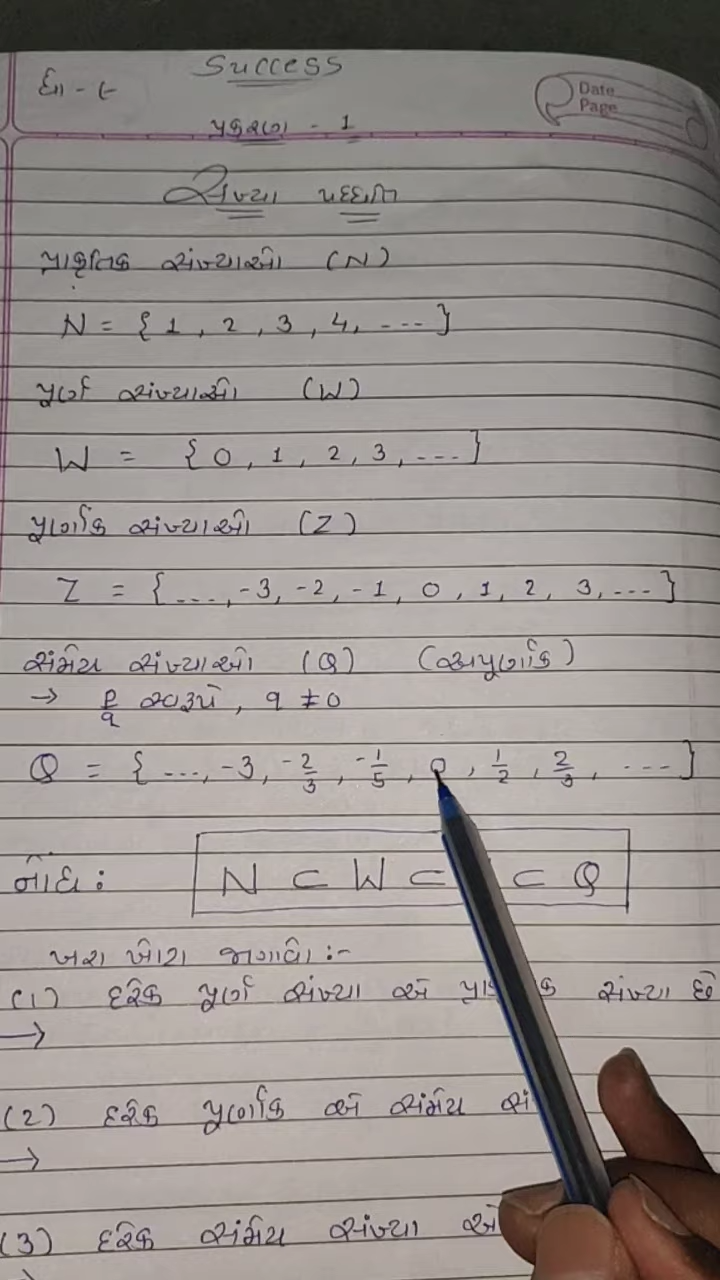 Success
ધો - ૯
Date
Page
પ્રકરણ - 1
સંખ્યા પદ્ધતિ
પ્રાકૃતિક સંખ્યાઓ (N)
N = { 1 , 2 , 3 , 4, --- }
પૂર્ણ સંખ્યાઓ (W)
W = { 0 , 1 , 2 , 3 , --- }
પૂર્ણાંક સંખ્યાઓ (Z)
Z = { ---, -3, -2, -1, 0, 1, 2, 3, --- }
સંમેય સંખ્યાઓ (Q) (અપૂર્ણાંક)
→ p/q સ્વરૂપે, q ≠ 0
Q = { ---, -3, -2/3, -1/5, 0, 1/2, 2/3, --- }
નોંધ : N ⊂ W ⊂ ⊂ Q
ખરા ખોટા જણાવો :-
(1) દરેક પૂર્ણ સંખ્યા એ સંખ્યા છે
→
(2) દરેક પૂર્ણાંક એ સંમેય
→
(3) દરેક સંમેય સંખ્યા એ